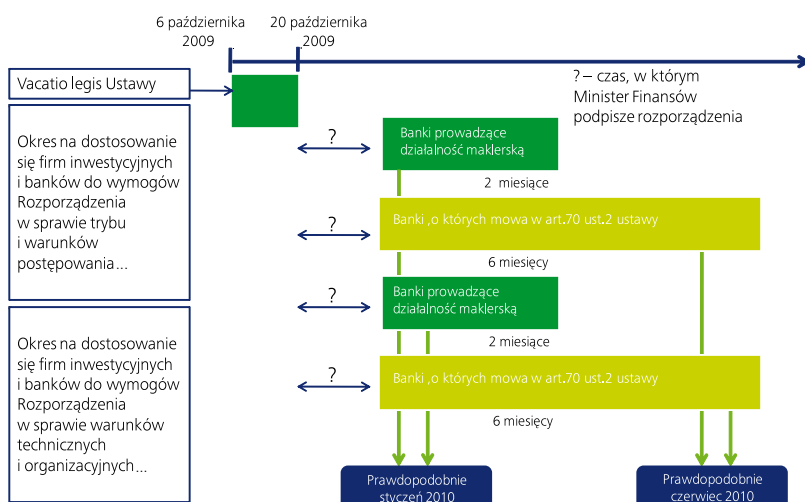 6 października
2009
20 października
2009
? – czas, w którym
Minister Finansów
podpisze rozporządzenia
Vacatio legis Ustawy
Okres na dostosowanie
się firm inwestycyjnych
i banków do wymogów
Rozporządzenia
w sprawie trybu
i warunków
postępowania...
?
Banki prowadzące
działalność maklerską
2 miesiące
?
Banki ,o których mowa w art.70 ust.2 ustawy
6 miesięcy
?
Banki prowadzące
działalność maklerską
2 miesiące
Okres na dostosowanie
się firm inwestycyjnych
i banków do wymogów
Rozporządzenia
w sprawie warunków
technicznych
i organizacyjnych...
?
Banki ,o których mowa w art.70 ust.2 ustawy
6 miesięcy
Prawdopodobnie
styczeń 2010
Prawdopodobnie
czerwiec 2010